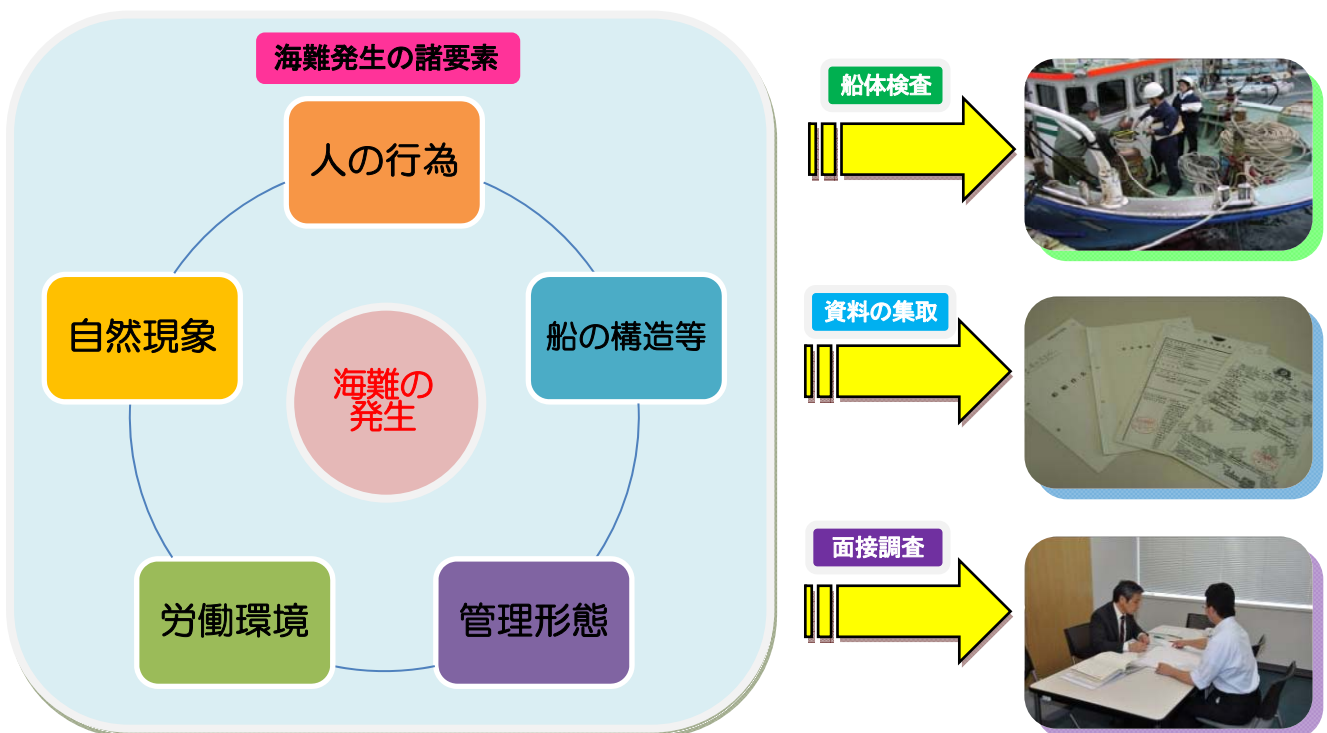 海難発生の諸要素
人の行為
自然現象
船の構造等
海難の
発生
労働環境
管理形態
船体検査
資料の集取
面接調査